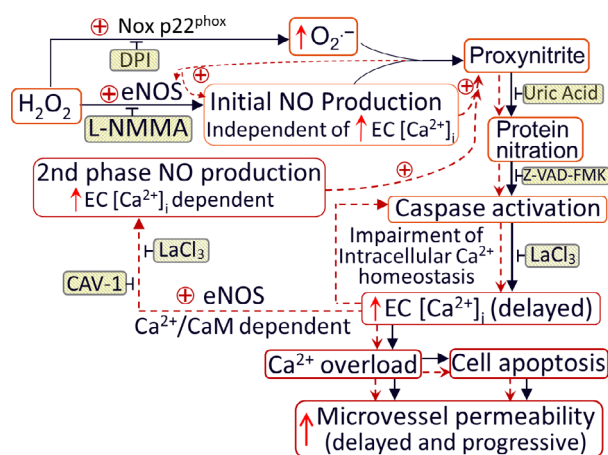 ⊕ Nox p22phox
DPI
↑ O₂·⁻
Proxynitrite
H₂O₂
⊕ eNOS
L-NMMA
⊕
Initial NO Production
Independent of ↑ EC [Ca²⁺]i
⊕
Uric Acid
Protein
nitration
Z-VAD-FMK
2nd phase NO production
↑ EC [Ca²⁺]i dependent
⊕
Caspase activation
Impairment of
Intracellular Ca²⁺
homeostasis
LaCl₃
LaCl₃
CAV-1
⊕ eNOS
Ca²⁺/CaM dependent
↑ EC [Ca²⁺]i (delayed)
Ca²⁺ overload
Cell apoptosis
↑ Microvessel permeability
(delayed and progressive)